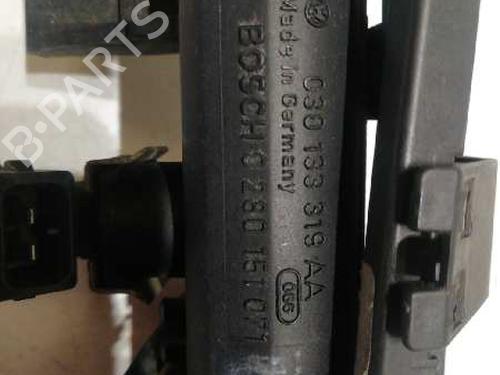 Made in Germany
030 133 319 AA
BOSCH 0 280 151 071
B-PARTS